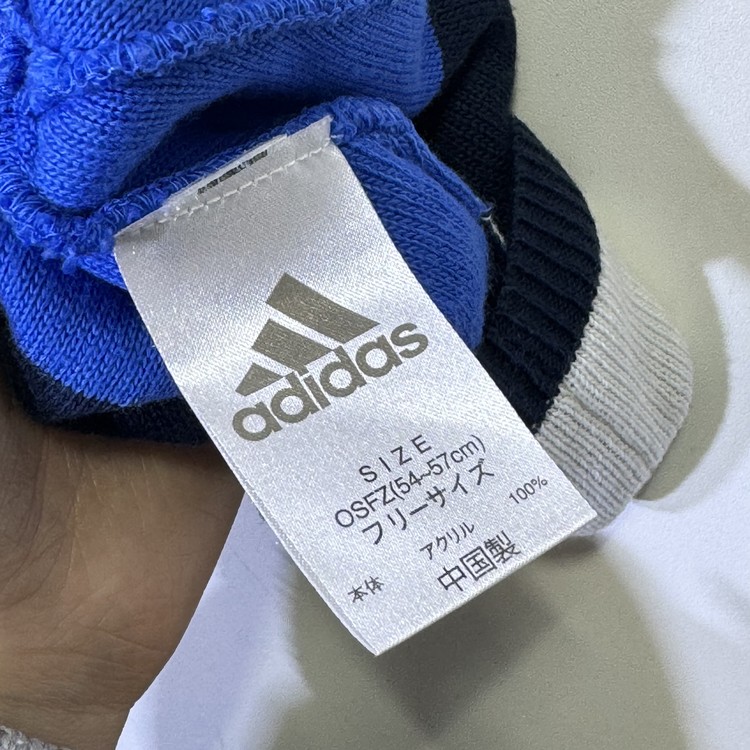 adidas
SIZE
OSFZ(54~57cm)
フリーサイズ
本体 アクリル 100%
中国製